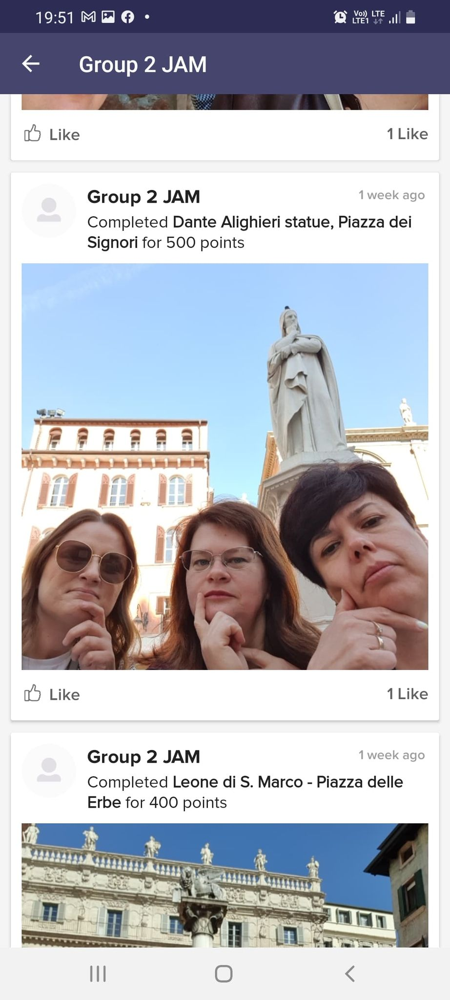 19:51
Vo)) LTE
LTE1
Group 2 JAM
Like
1 Like
Group 2 JAM
1 week ago
Completed Dante Alighieri statue, Piazza dei
Signori for 500 points
Like
1 Like
Group 2 JAM
1 week ago
Completed Leone di S. Marco - Piazza delle
Erbe for 400 points